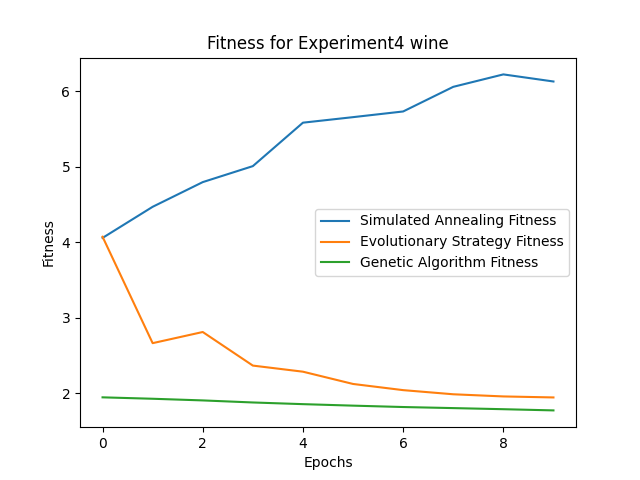 Fitness for Experiment4 wine
6
5
4
3
2
Fitness
Simulated Annealing Fitness
Evolutionary Strategy Fitness
Genetic Algorithm Fitness
0 2 4 6 8
Epochs